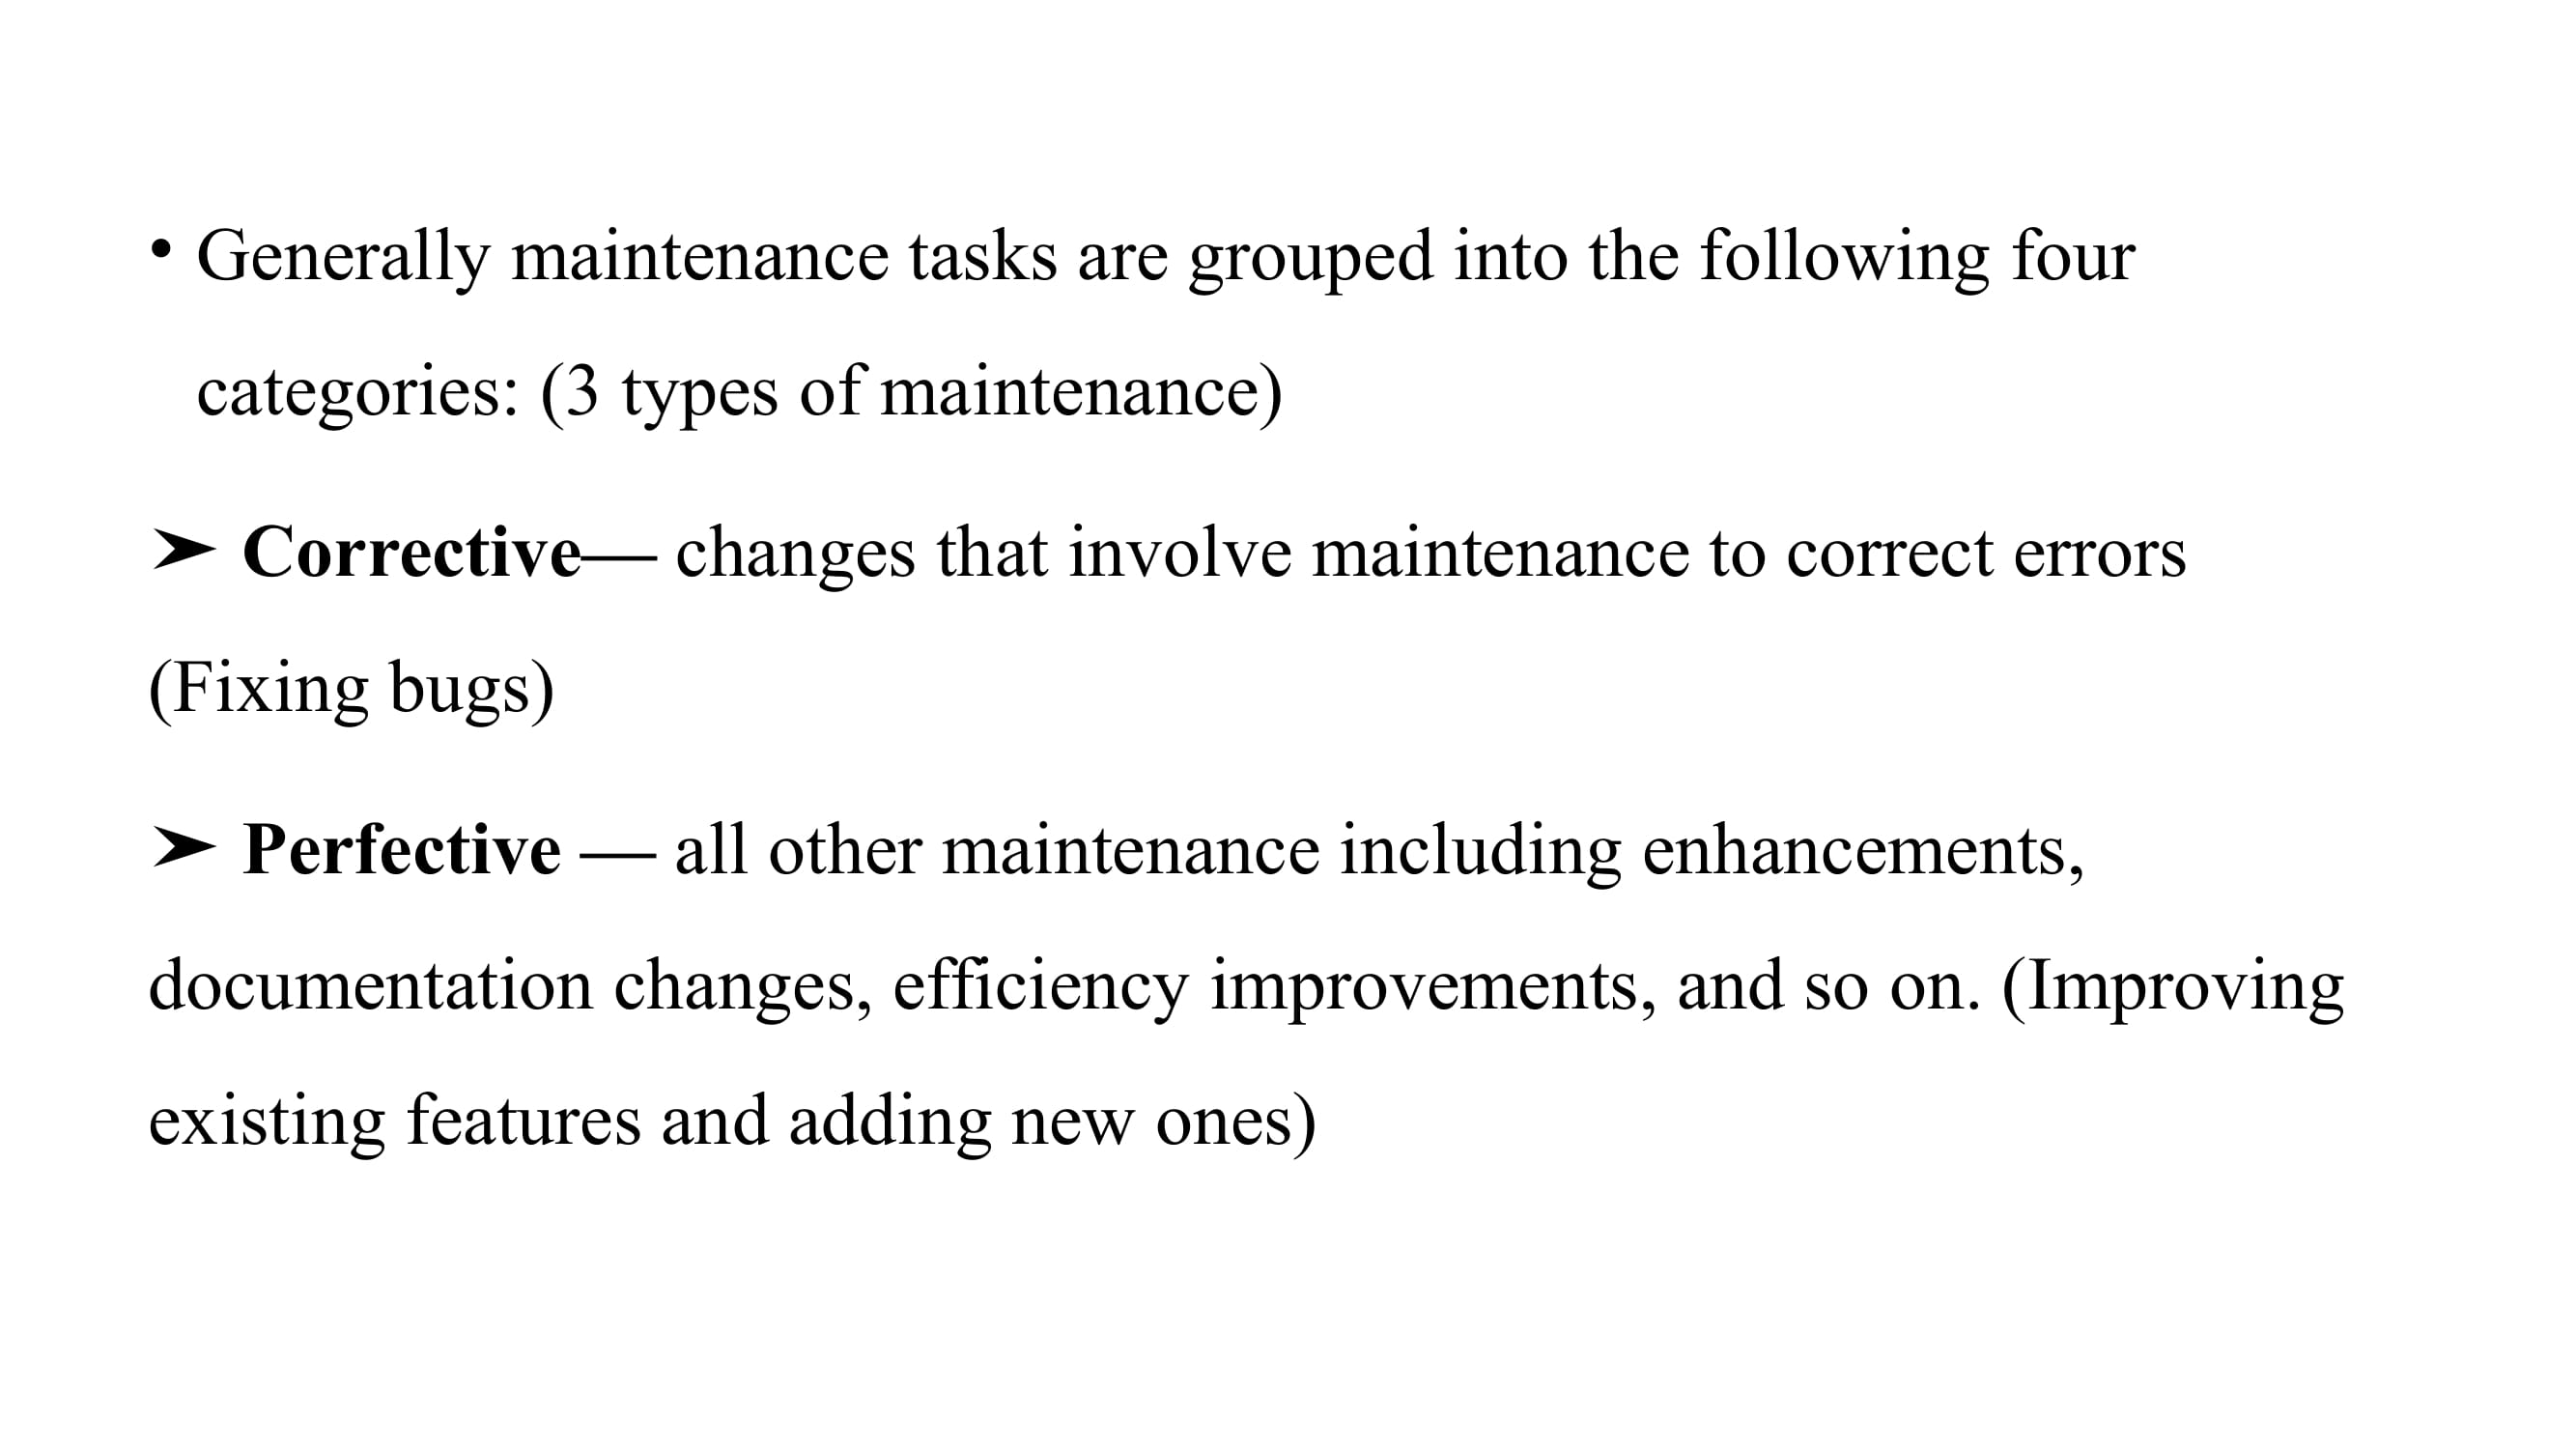 • Generally maintenance tasks are grouped into the following four
categories: (3 types of maintenance)
➤ Corrective— changes that involve maintenance to correct errors
(Fixing bugs)
➤ Perfective — all other maintenance including enhancements,
documentation changes, efficiency improvements, and so on. (Improving
existing features and adding new ones)